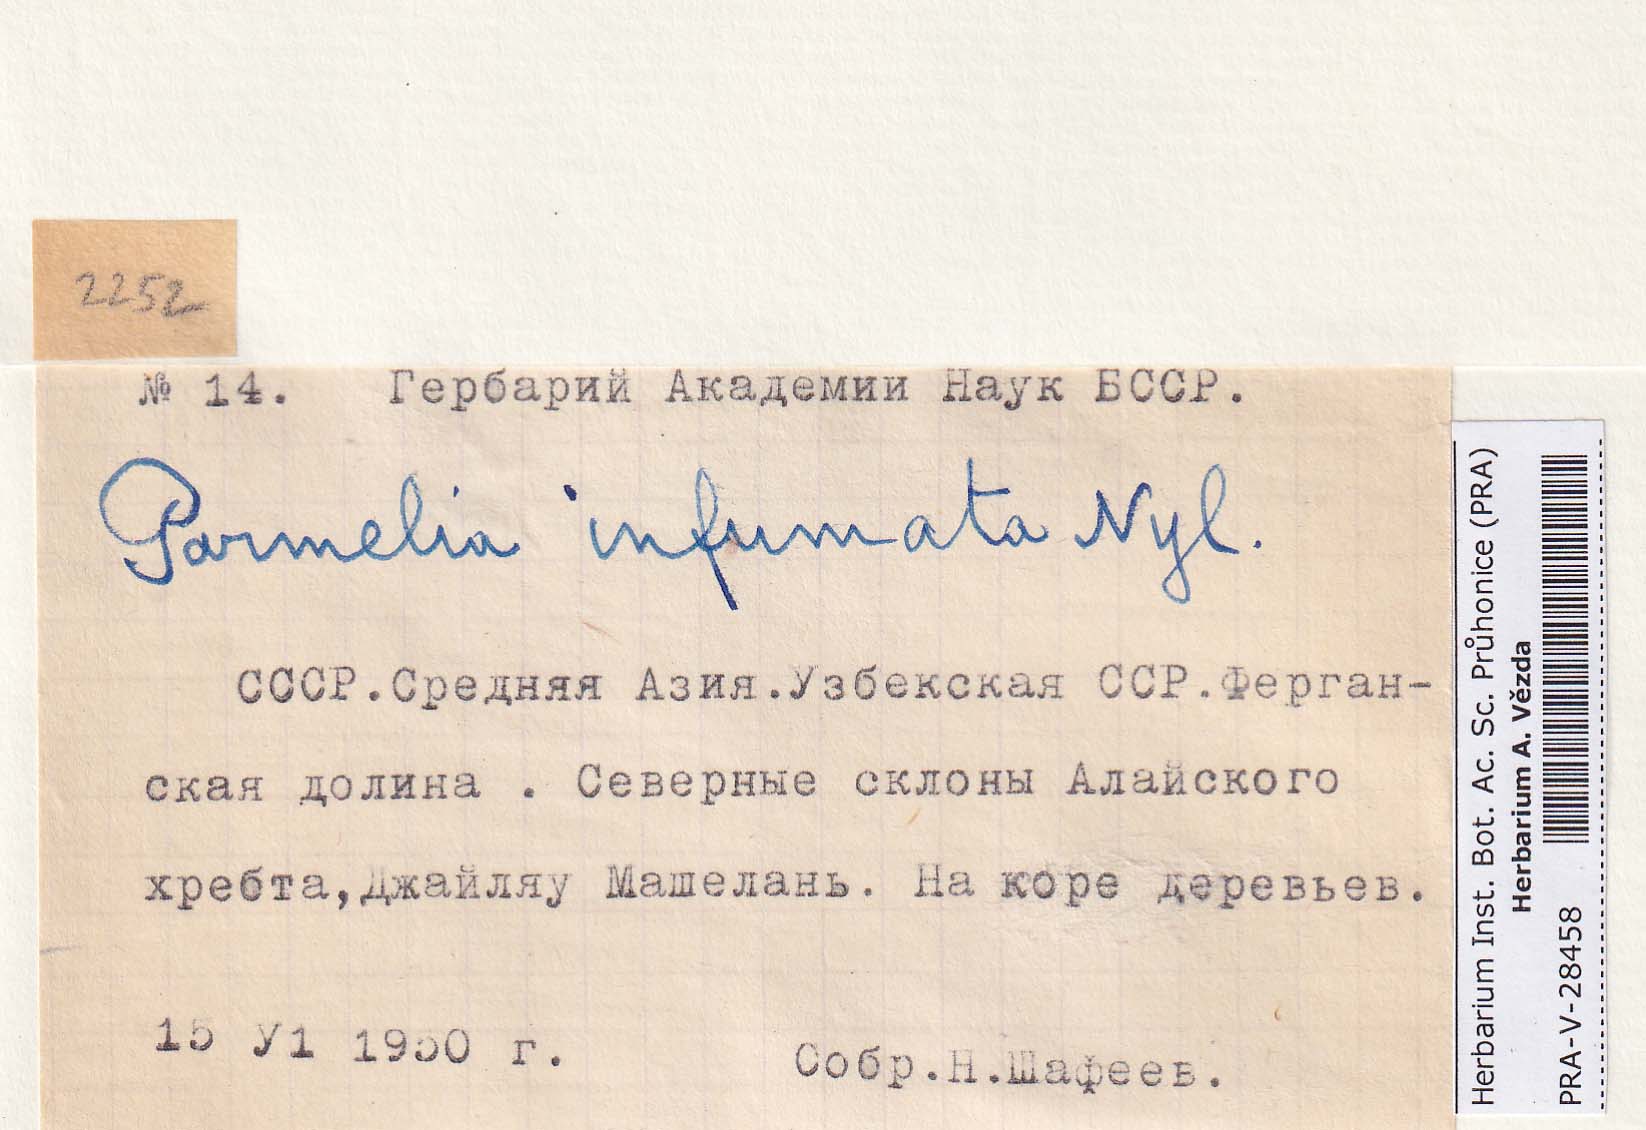 2252
№ 14. Гербарий Академии Наук БССР.
Parmelia infumata Nyl.
СССР.Средняя Азия.Узбекская ССР.Ферган-
ская долина . Северные склоны Алайского
хребта,Джайляу Машелань. На коре деревьев.
15 У1 1950 г. Собр.Н.Шафеев.
Herbarium Inst. Bot. Ac. Sc. Průhonice (PRA)
Herbarium A. Vězda
PRA-V-28458